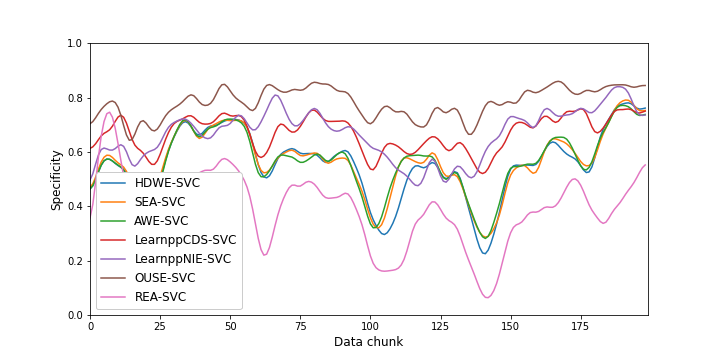 1.0
0.8
0.6
0.4
0.2
0.0
Specificity
HDWE-SVC
SEA-SVC
AWE-SVC
LearnppCDS-SVC
LearnppNIE-SVC
OUSE-SVC
REA-SVC
0 25 50 75 100 125 150 175
Data chunk